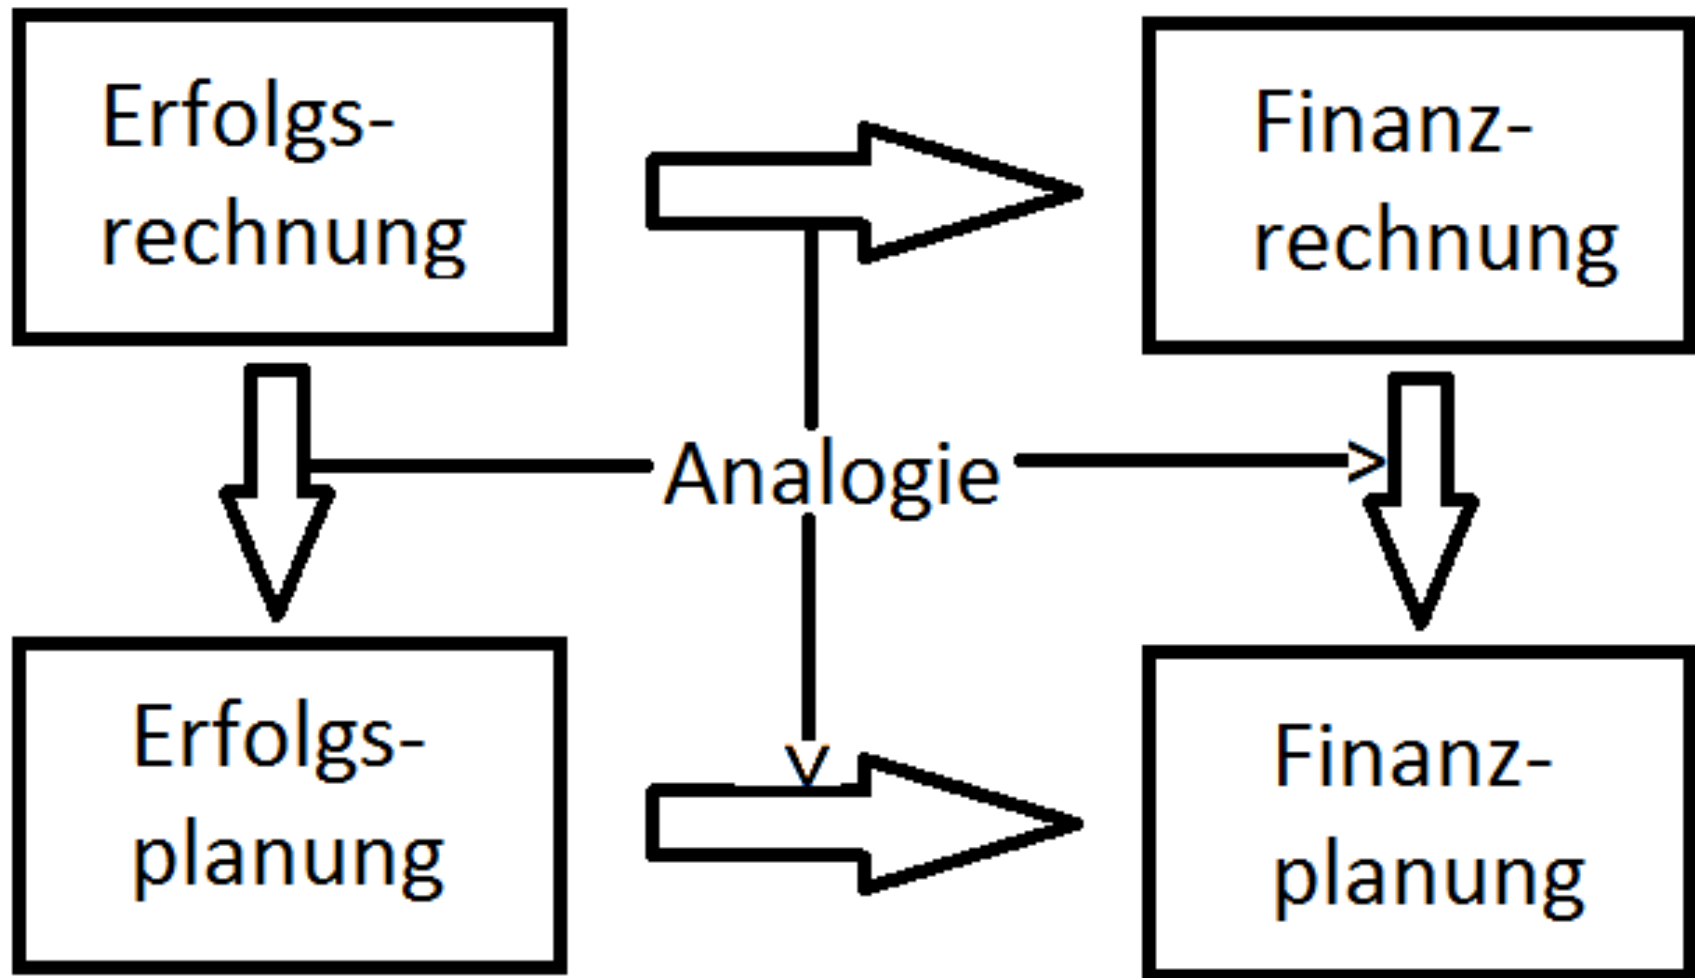 Erfolgs-
rechnung
Finanz-
rechnung
Analogie
Erfolgs-
planung
Finanz-
planung